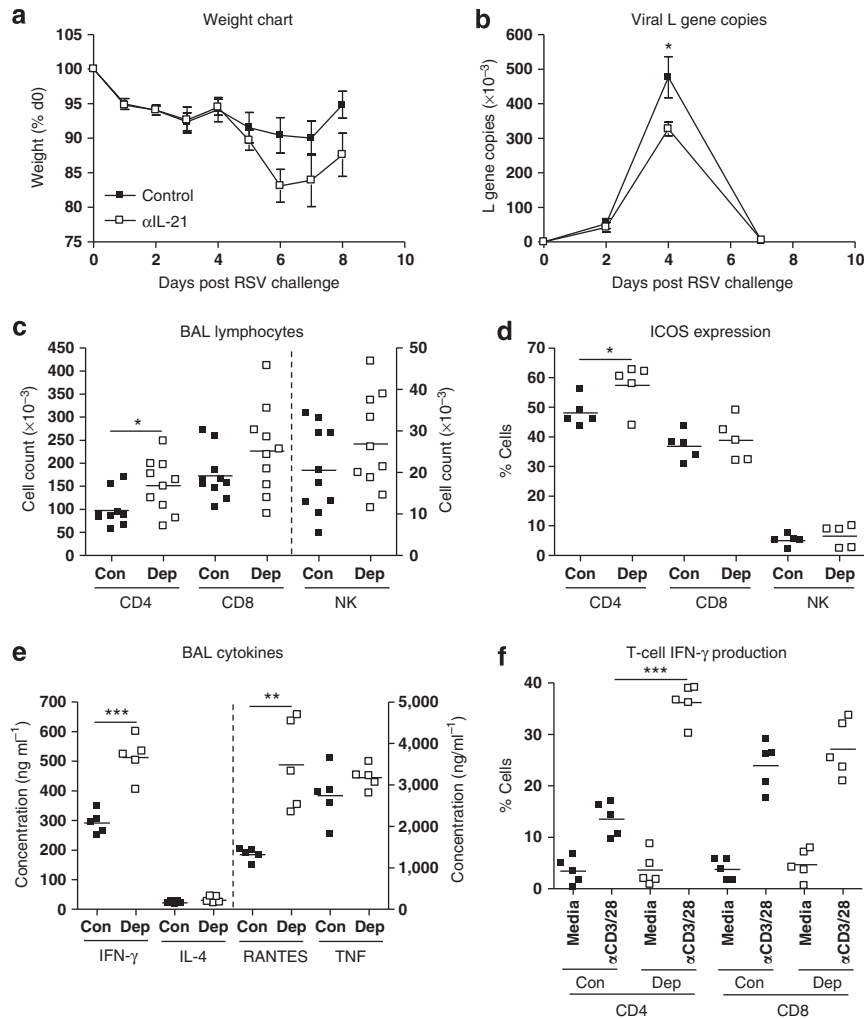 a
Weight chart
Weight (% d0)
100
95
90
85
80
75
Control
αIL-21
0 2 4 6 8 10
Days post RSV challenge
b
Viral L gene copies
L gene copies (×10⁻³)
600
500
400
300
200
100
0
*
0 2 4 6 8 10
Days post RSV challenge
c
BAL lymphocytes
Cell count (×10⁻³)
450
400
350
300
250
200
150
100
50
0
*
50
40
30
20
10
0
Cell count (×10⁻³)
Con Dep Con Dep Con Dep
CD4 CD8 NK
d
ICOS expression
% Cells
70
60
50
40
30
20
10
0
*
Con Dep Con Dep Con Dep
CD4 CD8 NK
e
BAL cytokines
Concentration (ng ml⁻¹)
700
600
500
400
300
200
100
0
***
**
5,000
4,000
3,000
2,000
1,000
0
Concentration (ng/ml⁻¹)
Con Dep Con Dep Con Dep Con Dep
IFN-γ IL-4 RANTES TNF
f
T-cell IFN-γ production
% Cells
40
30
20
10
0
***
Media αCD3/28 Media αCD3/28 Media αCD3/28 Media αCD3/28
Con Dep Con Dep
CD4 CD8